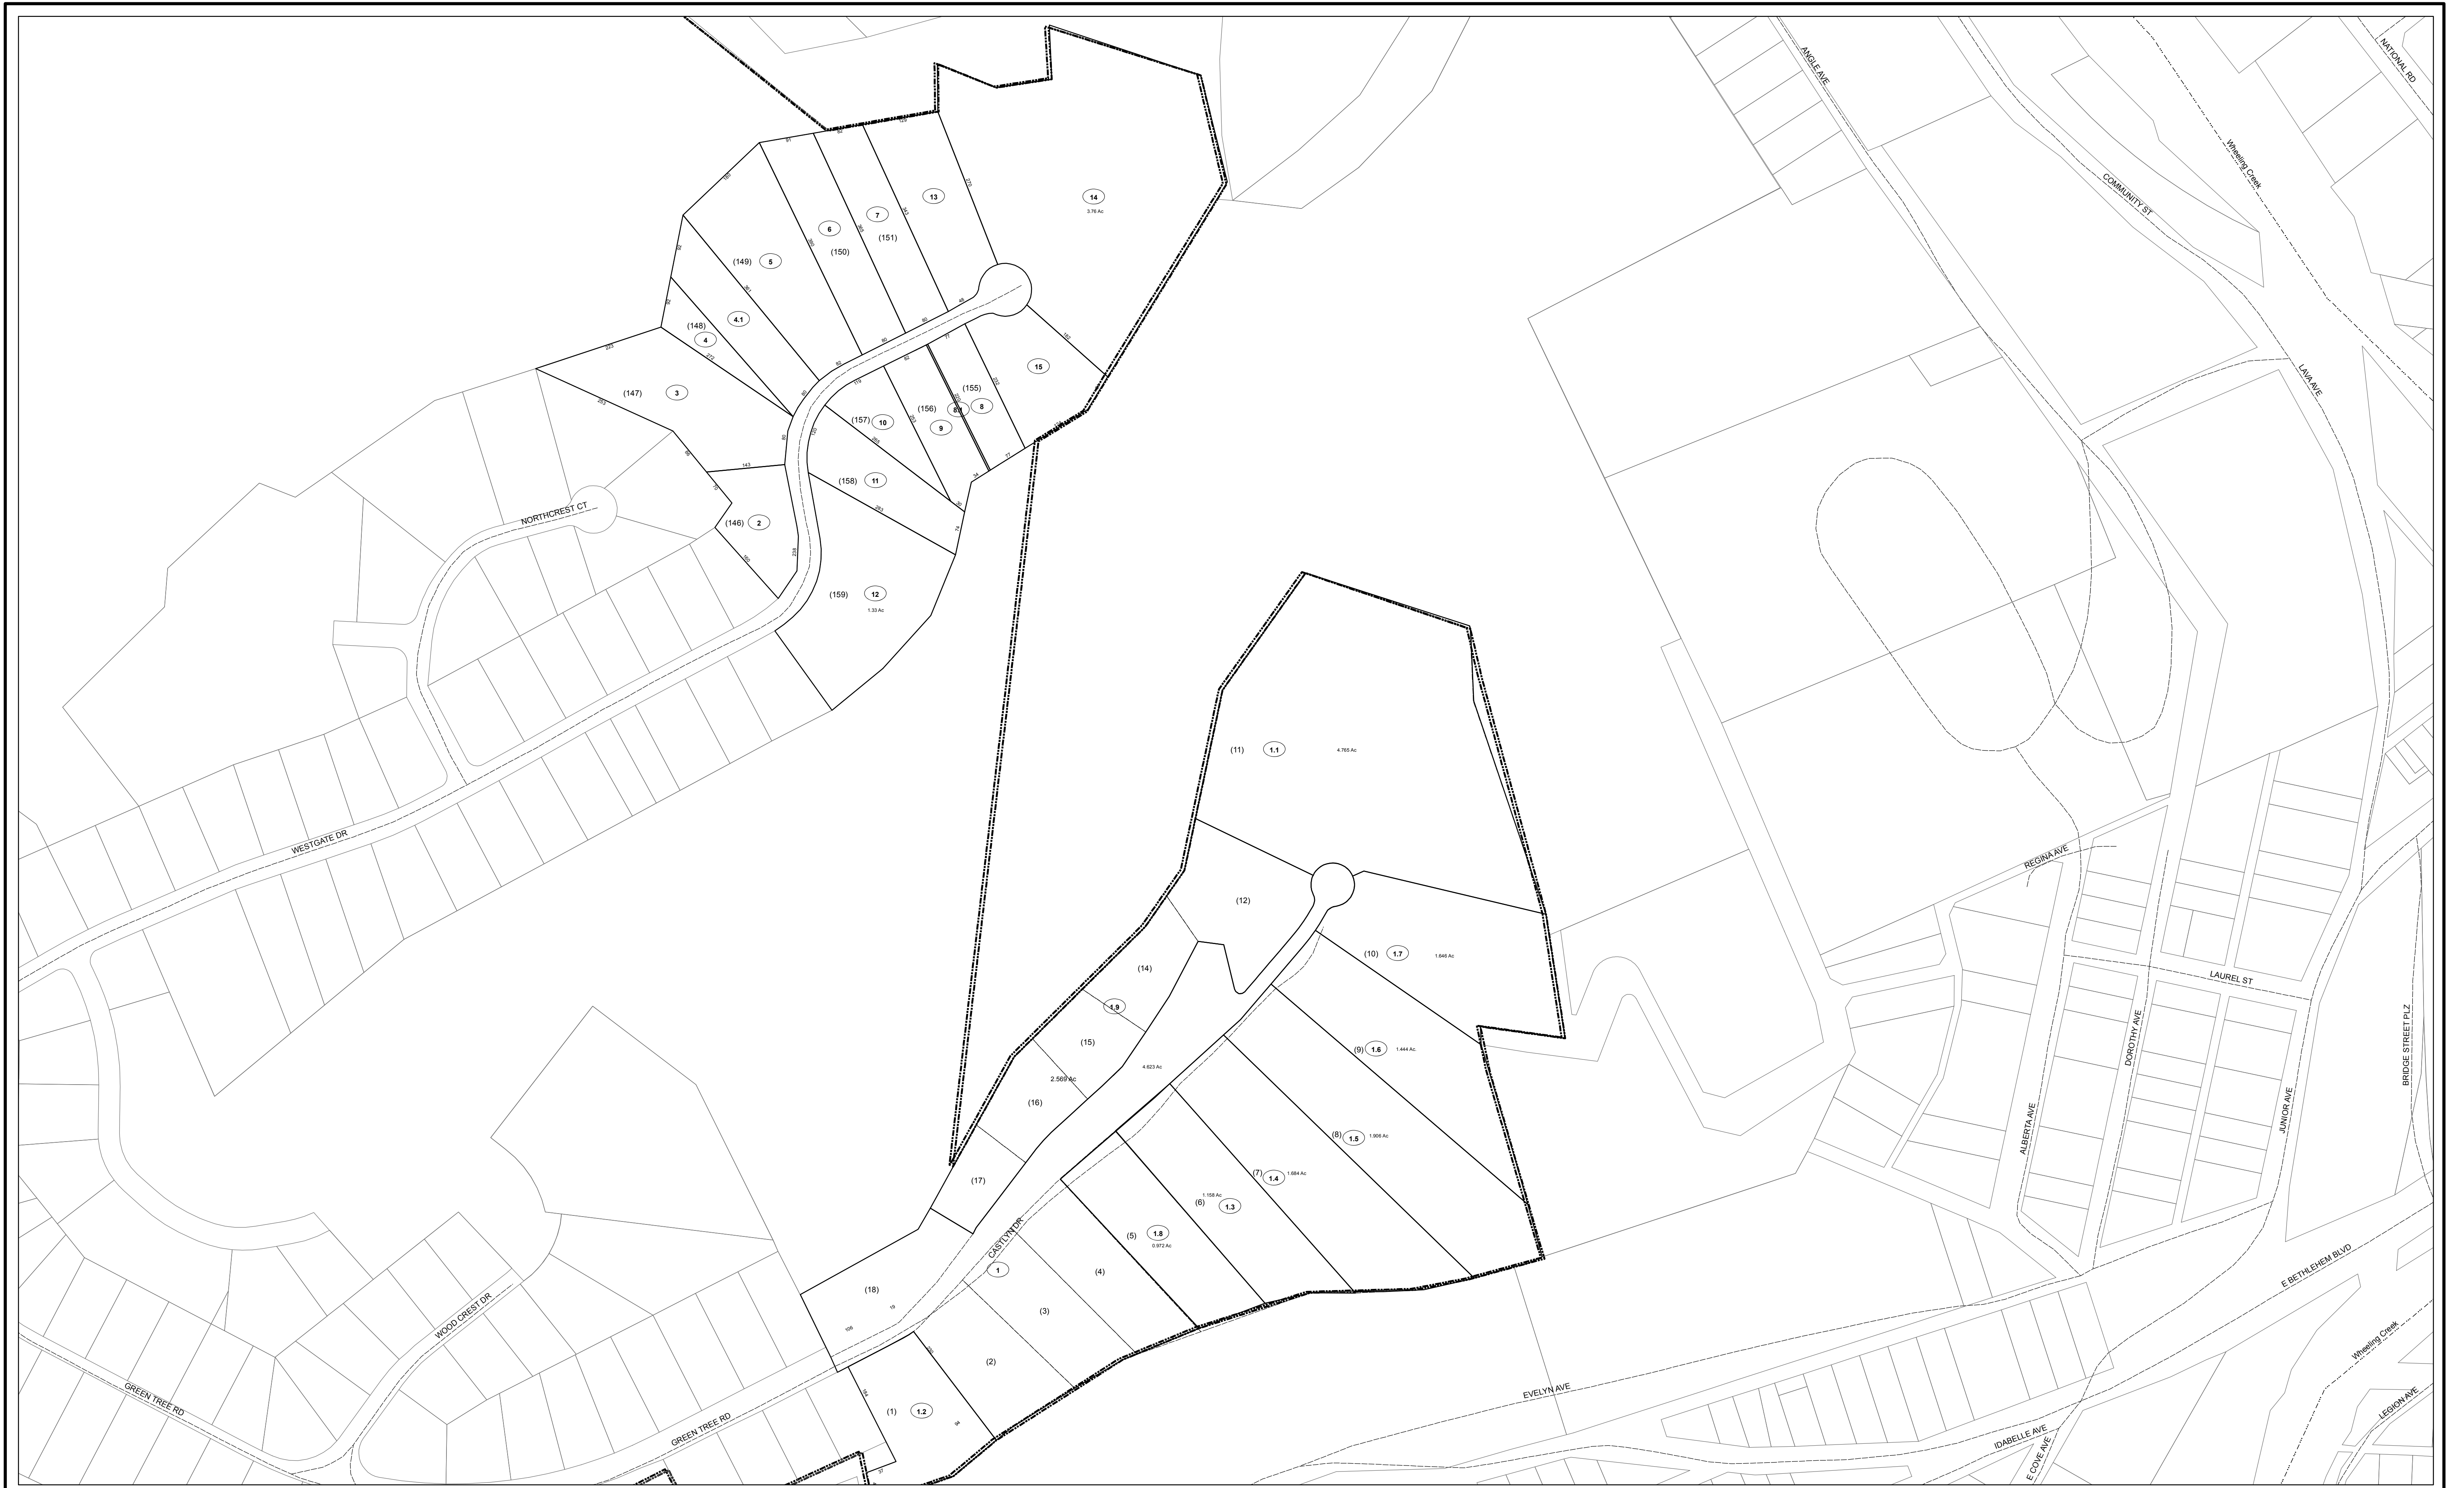 ANGLE AVE
NATIONAL RD
Wheeling Creek
COMMUNITY ST
LAVA AVE
13
14
3.76 Ac
7
(151)
6
(150)
(149)
5
4.1
(148)
4
(147)
3
143
(146)
2
15
(155)
8
(156)
9
(157)
10
(158)
11
(159)
12
1.33 Ac
NORTHCREST CT
WESTGATE DR
(11)
1.1
4.765 Ac
(12)
(10)
1.7
1.646 Ac
(14)
1.9
(15)
2.569 Ac
4.623 Ac
(16)
(9)
1.6
1.444 Ac
(8)
1.5
1.906 Ac
(7)
1.4
1.684 Ac
1.158 Ac
(6)
1.3
(17)
(5)
1.8
0.972 Ac
CASTLYN DR
1
(4)
(3)
(18)
19
106
(2)
(1)
1.2
WOOD CREST DR
GREEN TREE RD
GREEN TREE RD
REGINA AVE
LAUREL ST
DOROTHY AVE
ALBERTA AVE
JUNIOR AVE
BRIDGE STREET PLZ
E BETHLEHEM BLVD
Wheeling Creek
EVELYN AVE
IDABELLE AVE
E COVE AVE
LEGION AVE